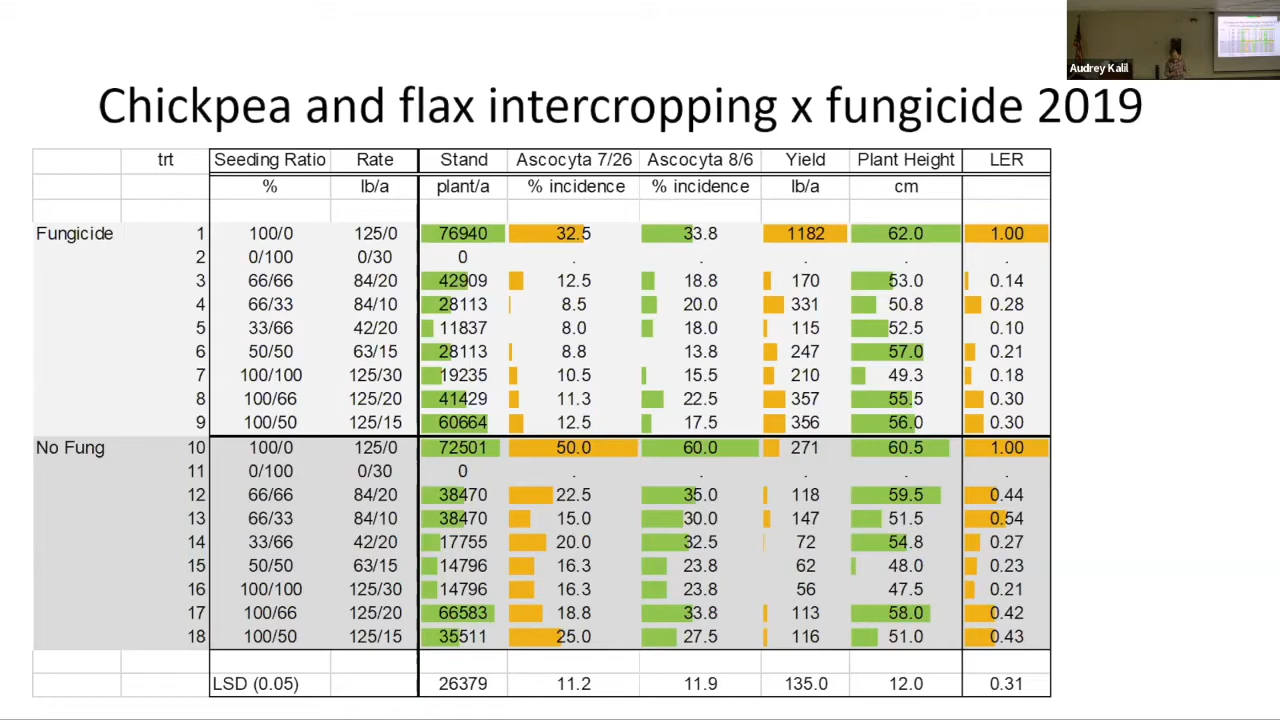 Audrey Kalil
Chickpea and flax intercropping x fungicide 2019
trt Seeding Ratio Rate Stand Ascocyta 7/26 Ascocyta 8/6 Yield Plant Height LER
% lb/a plant/a % incidence % incidence lb/a cm
Fungicide 1 100/0 125/0 76940 32.5 33.8 1182 62.0 1.00
2 0/100 0/30 0 . . . . .
3 66/66 84/20 42909 12.5 18.8 170 53.0 0.14
4 66/33 84/10 28113 8.5 20.0 331 50.8 0.28
5 33/66 42/20 11837 8.0 18.0 115 52.5 0.10
6 50/50 63/15 28113 8.8 13.8 247 57.0 0.21
7 100/100 125/30 19235 10.5 15.5 210 49.3 0.18
8 100/66 125/20 41429 11.3 22.5 357 55.5 0.30
9 100/50 125/15 60664 12.5 17.5 356 56.0 0.30
No Fung 10 100/0 125/0 72501 50.0 60.0 271 60.5 1.00
11 0/100 0/30 0 . . . . .
12 66/66 84/20 38470 22.5 35.0 118 59.5 0.44
13 66/33 84/10 38470 15.0 30.0 147 51.5 0.54
14 33/66 42/20 17755 20.0 32.5 72 54.8 0.27
15 50/50 63/15 14796 16.3 23.8 62 48.0 0.23
16 100/100 125/30 14796 16.3 23.8 56 47.5 0.21
17 100/66 125/20 66583 18.8 33.8 113 58.0 0.42
18 100/50 125/15 35511 25.0 27.5 116 51.0 0.43
LSD (0.05) 26379 11.2 11.9 135.0 12.0 0.31